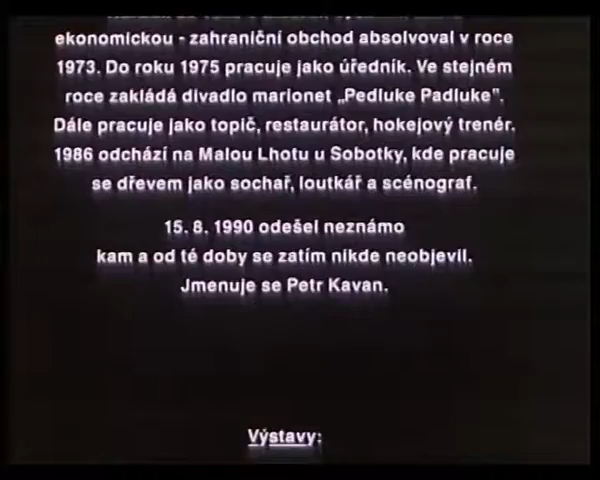 ekonomickou - zahraniční obchod absolvoval v roce
1973. Do roku 1975 pracuje jako úředník. Ve stejném
roce zakládá divadlo marionet „Pedluke Padluke".
Dále pracuje jako topič, restaurátor, hokejový trenér.
1986 odchází na Malou Lhotu u Sobotky, kde pracuje
se dřevem jako sochař, loutkář a scénograf.
15. 8. 1990 odešel neznámo
kam a od té doby se zatím nikde neobjevil.
Jmenuje se Petr Kavan.
Výstavy: